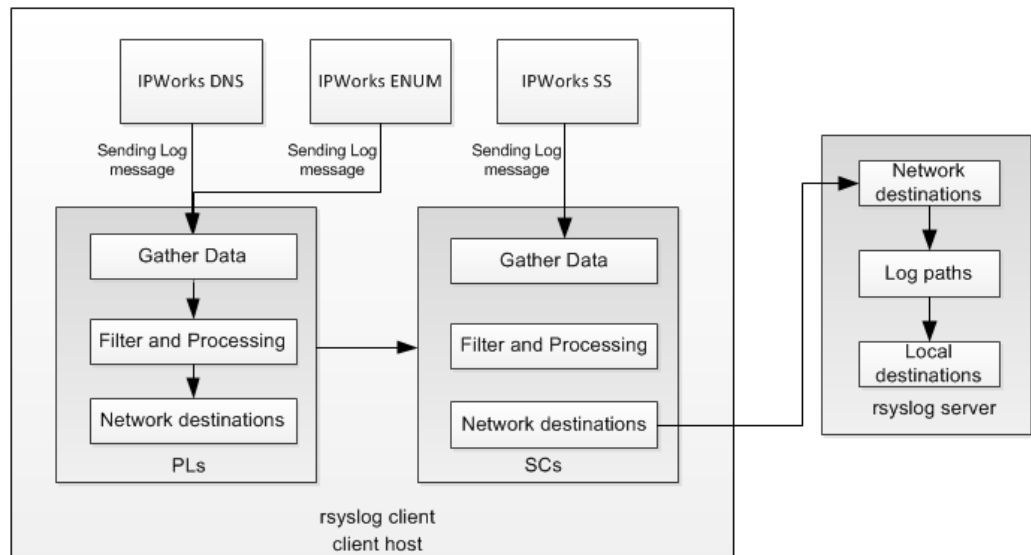 IPWorks DNS
IPWorks ENUM
IPWorks SS
Sending Log
message
Sending Log
message
Sending Log
message
Gather Data
Filter and Processing
Network destinations
PLs
Gather Data
Filter and Processing
Network destinations
SCs
rsyslog client
client host
Network
destinations
Log paths
Local
destinations
rsyslog server